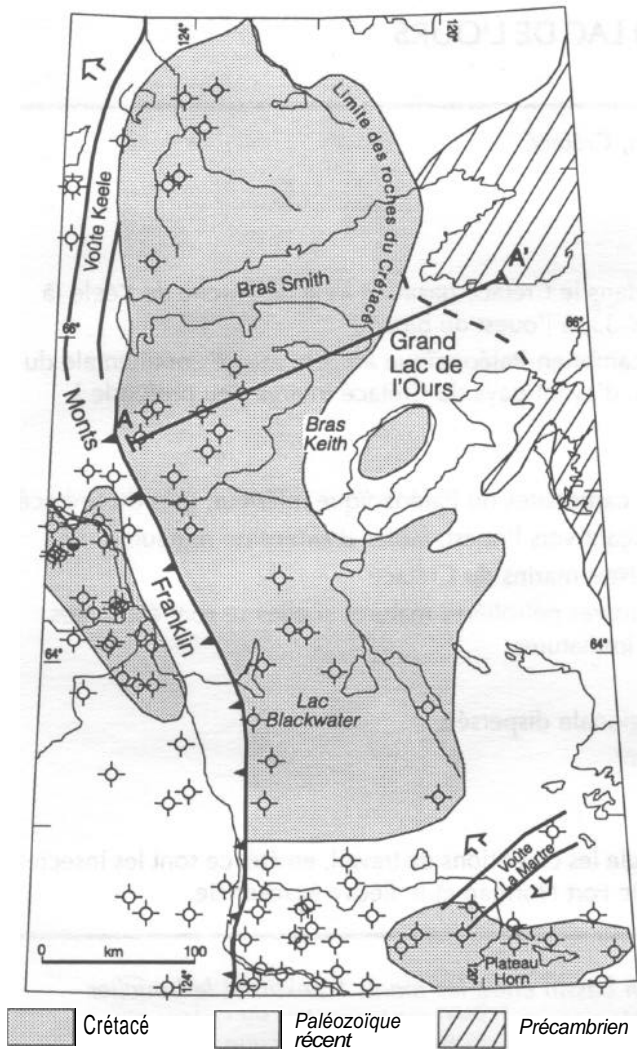 LAC DE L'OURS
124°
120°
Limite des roches du Crétacé
Voûte Keele
Bras Smith
A'
66°
66°
Grand
Lac de
l'Ours
A
Bras
Keith
Monts
Franklin
64°
64°
Lac
Blackwater
Voûte
La Martre
0
100
km
124°
120°
Plateau
Horn
Crétacé
Paléozoïque
récent
Précambrien